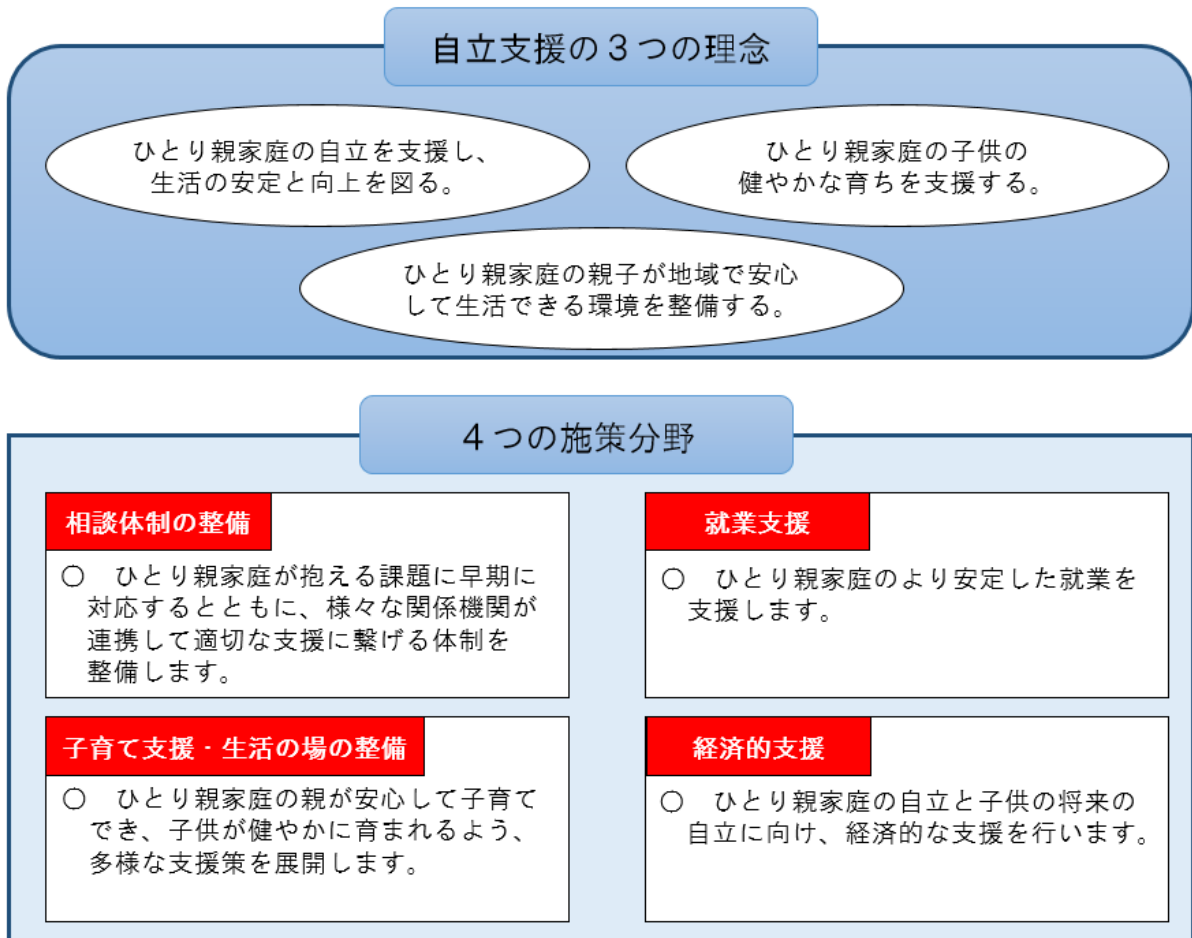 自立支援の３つの理念
ひとり親家庭の自立を支援し、
生活の安定と向上を図る。
ひとり親家庭の子供の
健やかな育ちを支援する。
ひとり親家庭の親子が地域で安心
して生活できる環境を整備する。
４つの施策分野
相談体制の整備
○　ひとり親家庭が抱える課題に早期に
対応するとともに、様々な関係機関が
連携して適切な支援に繋げる体制を
整備します。
就業支援
○　ひとり親家庭のより安定した就業を
支援します。
子育て支援・生活の場の整備
○　ひとり親家庭の親が安心して子育て
でき、子供が健やかに育まれるよう、
多様な支援策を展開します。
経済的支援
○　ひとり親家庭の自立と子供の将来の
自立に向け、経済的な支援を行います。